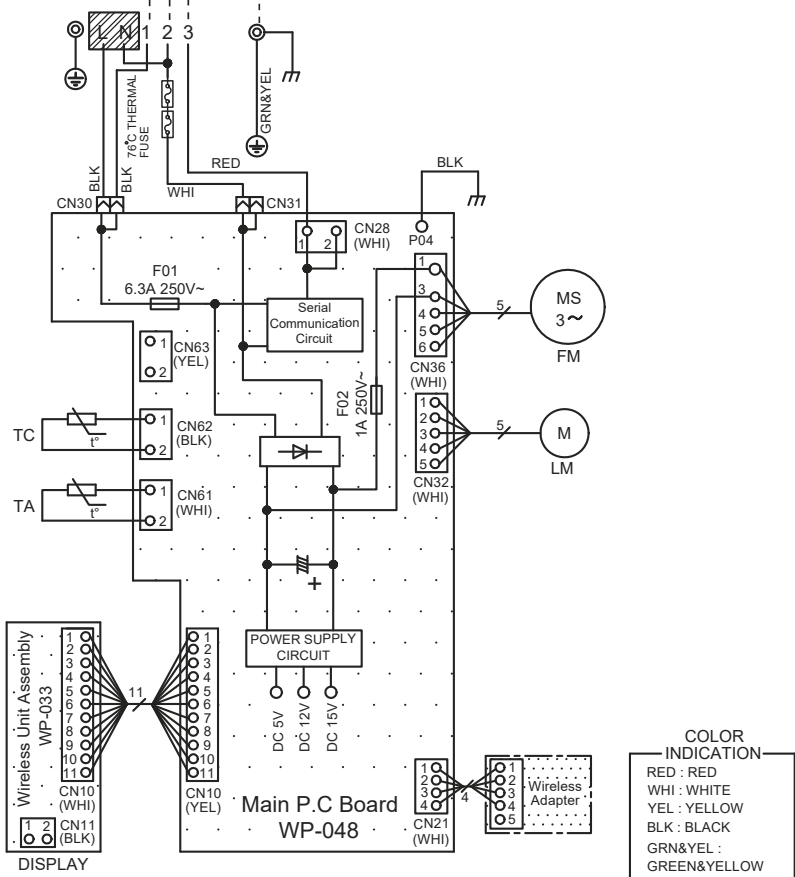 L N 1 2 3
76°C THERMAL
FUSE
GRN&YEL
BLK
BLK
RED
WHI
BLK
CN30
CN31
CN28
(WHI)
1 2
P04
F01
6.3A 250V~
Serial
Communication
Circuit
1
3
4
5
6
CN36
(WHI)
5
MS
3~
FM
CN63
(YEL)
1
2
F02
1A 250V~
TC
t°
1
2
CN62
(BLK)
1
2
3
4
5
CN32
(WHI)
5
M
LM
TA
t°
1
2
CN61
(WHI)
+
POWER SUPPLY
CIRCUIT
DC 5V
DC 12V
DC 15V
Wireless Unit Assembly
WP-033
1
2
3
4
5
6
7
8
9
10
11
CN10
(WHI)
1 2
CN11
(BLK)
DISPLAY
11
1
2
3
4
5
6
7
8
9
10
11
CN10
(YEL)
Main P.C Board
WP-048
1
2
3
4
CN21
(WHI)
4
1
2
3
4
5
Wireless
Adapter
COLOR
INDICATION
RED : RED
WHI : WHITE
YEL : YELLOW
BLK : BLACK
GRN&YEL :
GREEN&YELLOW